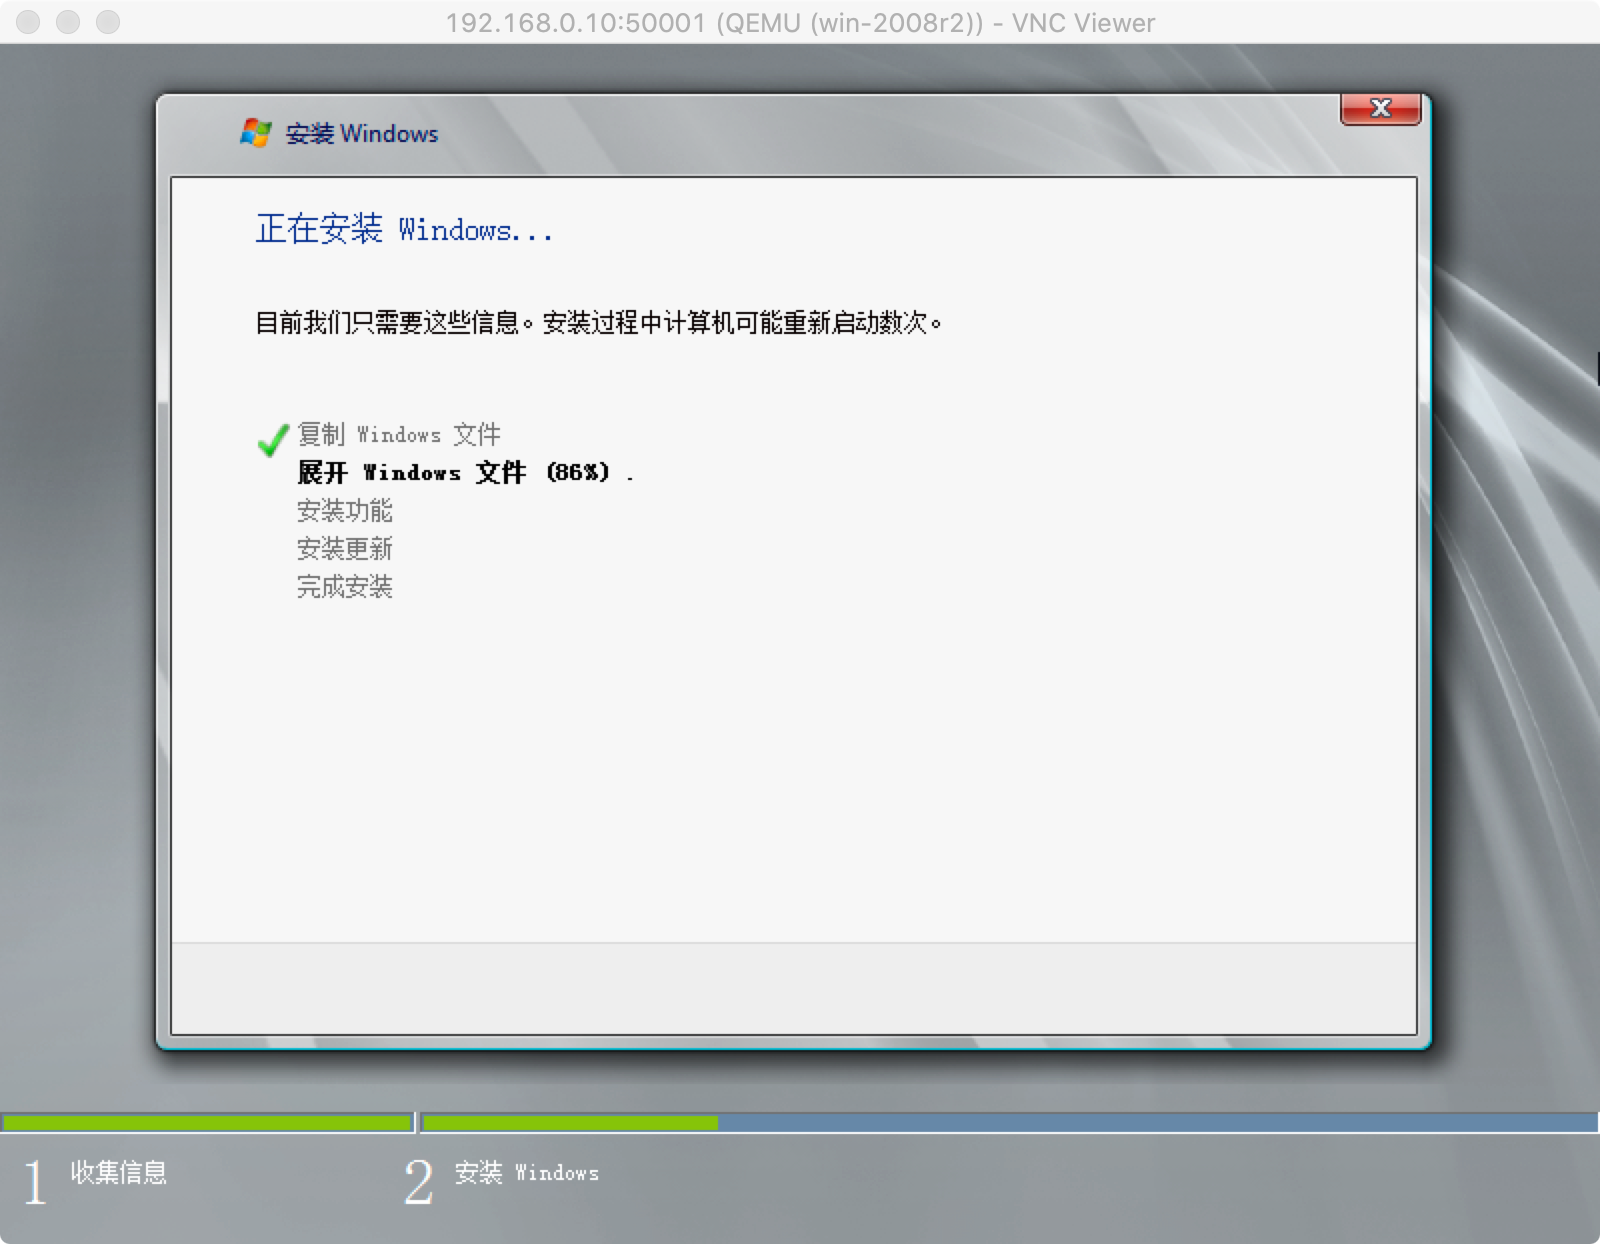 192.168.0.10:50001 (QEMU (win-2008r2)) - VNC Viewer
安装 Windows
正在安装 Windows...
目前我们只需要这些信息。安装过程中计算机可能重新启动数次。
复制 Windows 文件
展开 Windows 文件 (86%) .
安装功能
安装更新
完成安装
1 收集信息
2 安装 Windows